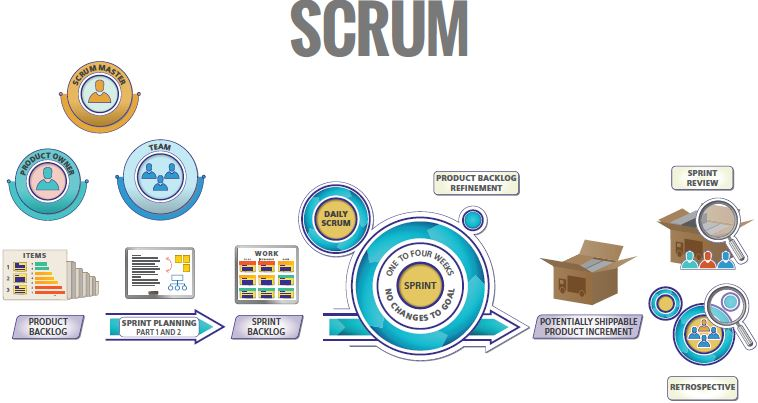 SCRUM
SCRUM MASTER
PRODUCT OWNER
TEAM
ITEMS
1
2
3
PRODUCT
BACKLOG
SPRINT PLANNING
PART 1 AND 2
WORK
SPRINT
BACKLOG
DAILY
SCRUM
PRODUCT BACKLOG
REFINEMENT
ONE TO FOUR WEEKS
SPRINT
NO CHANGES TO GOAL
POTENTIALLY SHIPPABLE
PRODUCT INCREMENT
SPRINT
REVIEW
RETROSPECTIVE